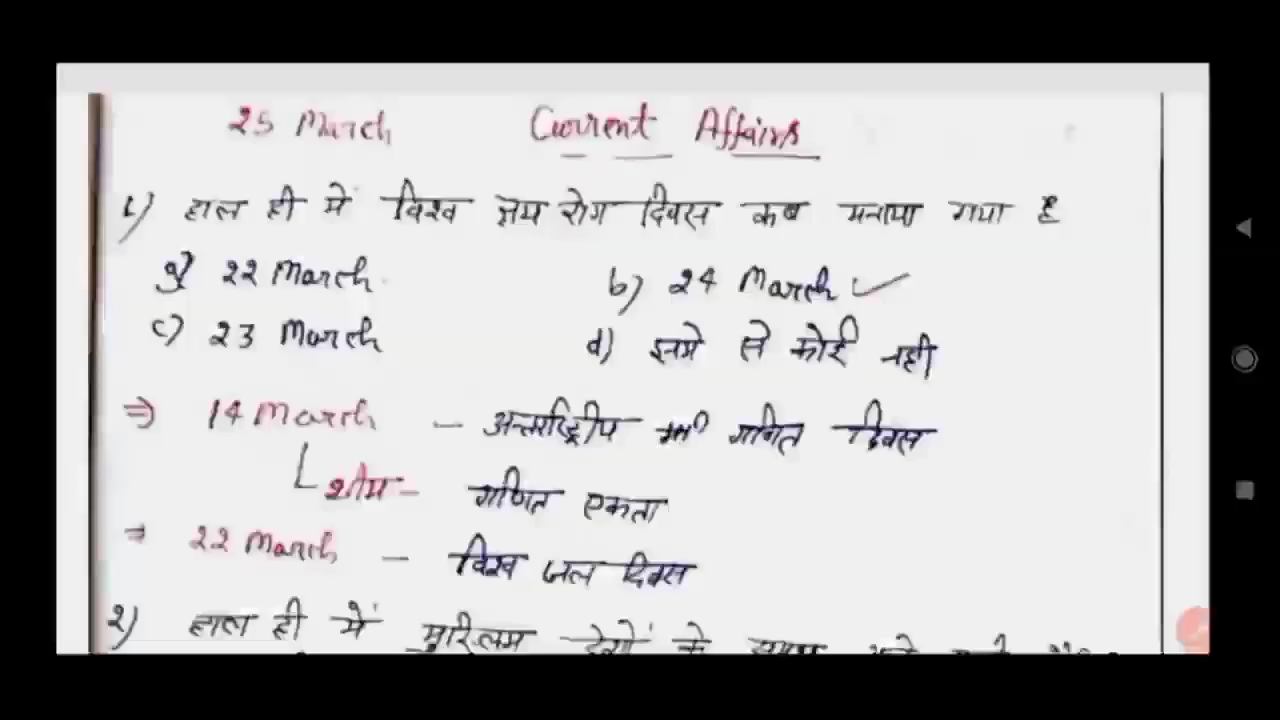 25 March Current Affairs
1) हाल ही में विश्व क्षय रोग दिवस कब मनाया गया है
a) 22 March b) 24 March ✓
c) 23 March d) इनमे से कोई नही
⇒ 14 March - अन्तर्राष्ट्रीय गणित दिवस
थीम - गणित एकता
⇒ 22 March - विश्व जल दिवस
2) हाल ही में मुस्लिम देशों के